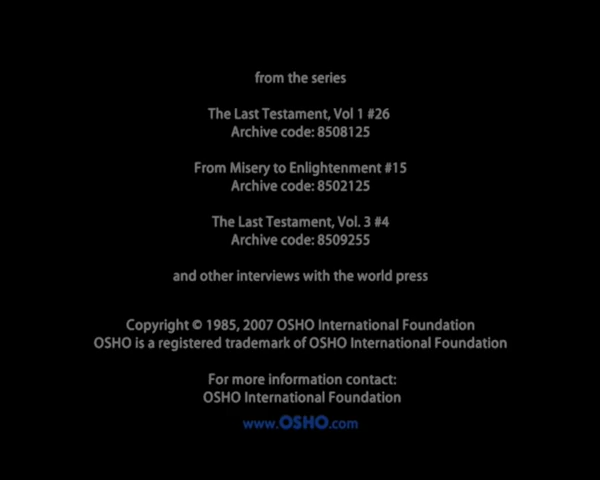 from the series
The Last Testament, Vol 1 #26
Archive code: 8508125
From Misery to Enlightenment #15
Archive code: 8502125
The Last Testament, Vol. 3 #4
Archive code: 8509255
and other interviews with the world press
Copyright © 1985, 2007 OSHO International Foundation
OSHO is a registered trademark of OSHO International Foundation
For more information contact:
OSHO International Foundation
www.OSHO.com